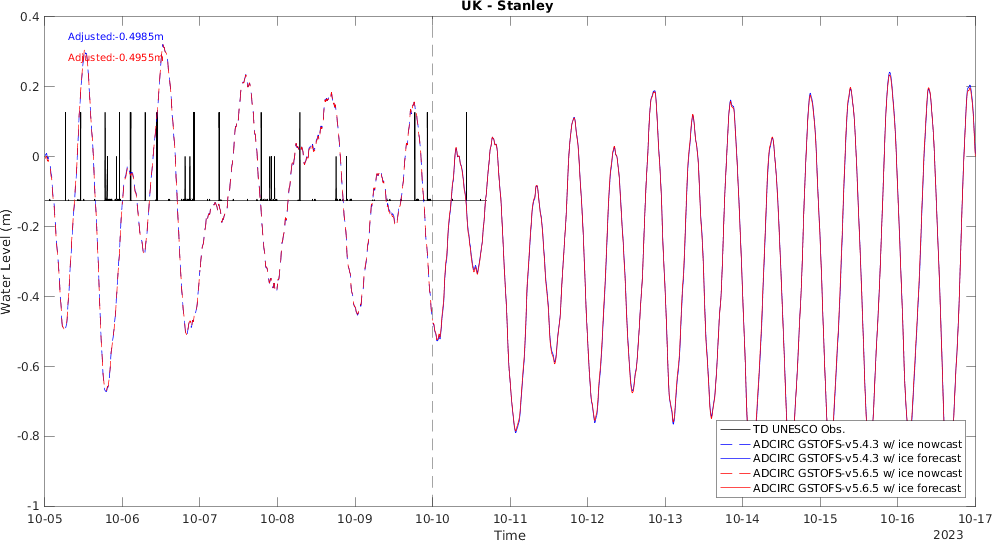 UK - Stanley
0.4
Adjusted:-0.4985m
Adjusted:-0.4955m
0.2
0
-0.2
-0.4
-0.6
-0.8
-1
Water Level (m)
TD UNESCO Obs.
ADCIRC GSTOFS-v5.4.3 w/ ice nowcast
ADCIRC GSTOFS-v5.4.3 w/ ice forecast
ADCIRC GSTOFS-v5.6.5 w/ ice nowcast
ADCIRC GSTOFS-v5.6.5 w/ ice forecast
10-05 10-06 10-07 10-08 10-09 10-10 10-11 10-12 10-13 10-14 10-15 10-16 10-17
Time
2023